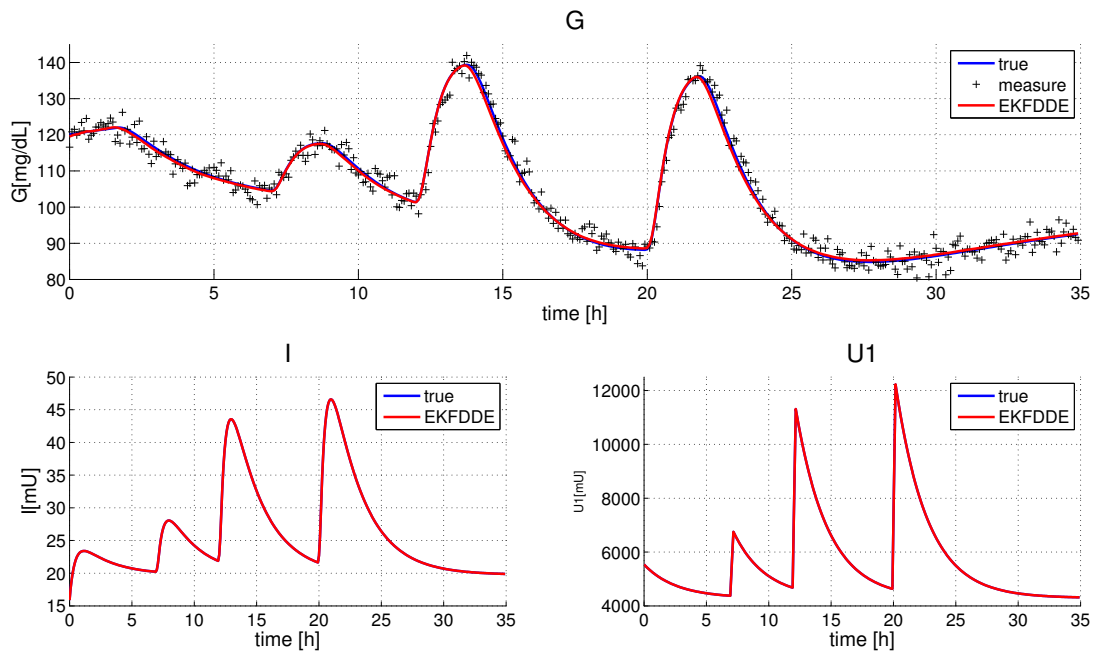 G
G[mg/dL]
140
130
120
110
100
90
80
true
measure
EKFDDE
0 5 10 15 20 25 30 35
time [h]
I
I[mU]
50
45
40
35
30
25
20
15
true
EKFDDE
0 5 10 15 20 25 30 35
time [h]
U1
U1[mU]
12000
10000
8000
6000
4000
true
EKFDDE
0 5 10 15 20 25 30 35
time [h]